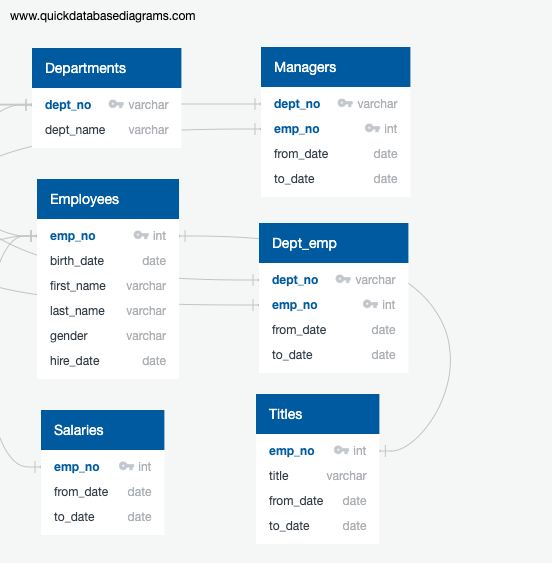 www.quickdatabasediagrams.com
Departments
dept_no varchar
dept_name varchar
Managers
dept_no varchar
emp_no int
from_date date
to_date date
Employees
emp_no int
birth_date date
first_name varchar
last_name varchar
gender varchar
hire_date date
Dept_emp
dept_no varchar
emp_no int
from_date date
to_date date
Salaries
emp_no int
from_date date
to_date date
Titles
emp_no int
title varchar
from_date date
to_date date